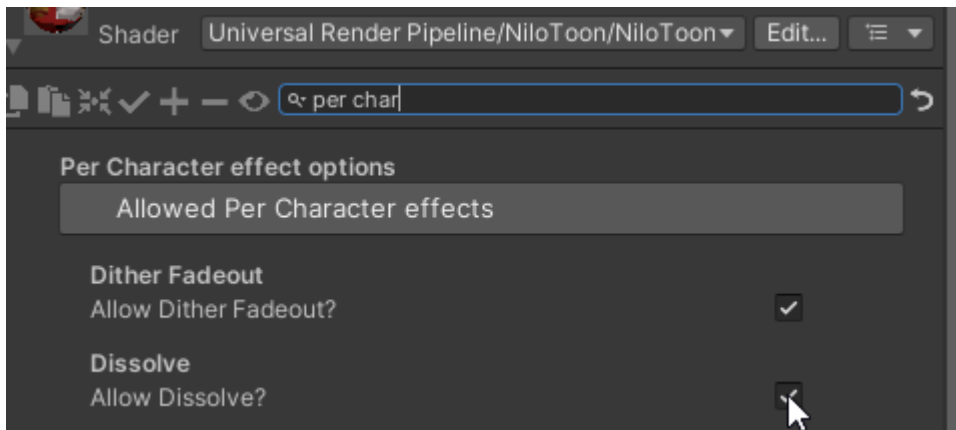 Shader Universal Render Pipeline/NiloToon/NiloToon Edit...
per char
Per Character effect options
Allowed Per Character effects
Dither Fadeout
Allow Dither Fadeout?
Dissolve
Allow Dissolve?